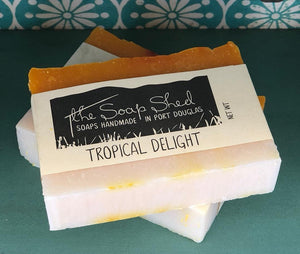 the Soap Shed
SOAPS HANDMADE IN PORT DOUGLAS
TROPICAL DELIGHT
NET WT